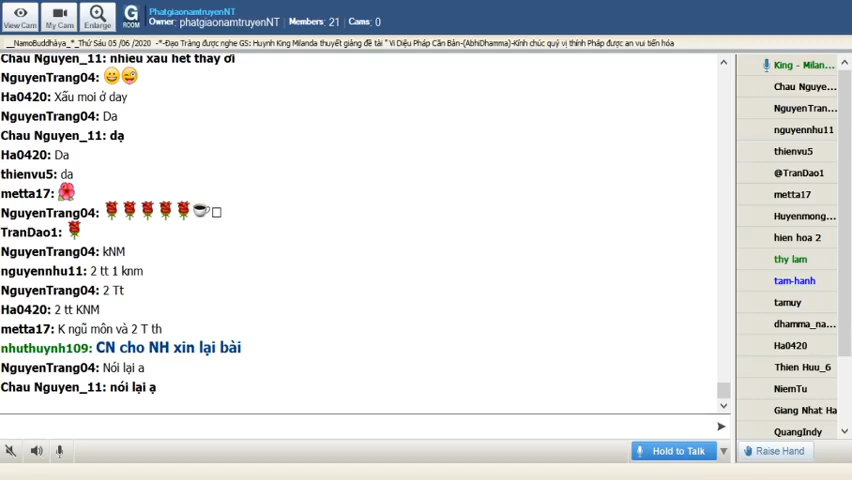 View Cam
My Cam
Enlarge
G
ROOM
PhatgiaonamtruyenNT
Owner: phatgiaonamtruyenNT Members: 21 Cams: 0
__NamoBuddhàya_*_Thứ Sáu 05 /06 /2020 -*-Đạo Tràng được nghe GS: Huynh King Milanda thuyết giảng đề tài " Vi Diệu Pháp Căn Bản-(AbhiDhamma)-Kính chúc quý vị thính Pháp được an vui tiến hóa
Chau Nguyen_11: nhieu xau het thay ơi
NguyenTrang04:
Ha0420: Xấu moi ở day
NguyenTrang04: Da
Chau Nguyen_11: dạ
Ha0420: Da
thienvu5: da
metta17:
NguyenTrang04:
TranDao1:
NguyenTrang04: kNM
nguyennhu11: 2 tt 1 knm
NguyenTrang04: 2 Tt
Ha0420: 2 tt KNM
metta17: K ngũ môn và 2 T th
nhuthuynh109: CN cho NH xin lại bài
NguyenTrang04: Nói lại a
Chau Nguyen_11: nói lại ạ
Hold to Talk
King - Milan...
Chau Nguye...
NguyenTran...
nguyennhu11
thienvu5
@TranDao1
metta17
Huyenmong...
hien hoa 2
thy lam
tam-hanh
tamuy
dhamma_na...
Ha0420
Thien Huu_6
NiemTu
Giang Nhat Ha
QuangIndy
Raise Hand